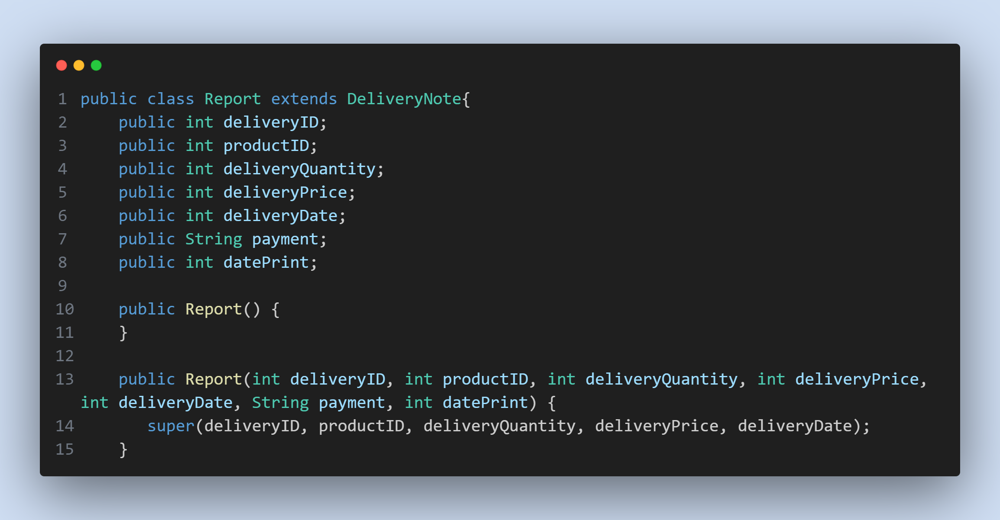 1 public class Report extends DeliveryNote{
2     public int deliveryID;
3     public int productID;
4     public int deliveryQuantity;
5     public int deliveryPrice;
6     public int deliveryDate;
7     public String payment;
8     public int datePrint;
9
10     public Report() {
11     }
12
13     public Report(int deliveryID, int productID, int deliveryQuantity, int deliveryPrice,
int deliveryDate, String payment, int datePrint) {
14        super(deliveryID, productID, deliveryQuantity, deliveryPrice, deliveryDate);
15     }